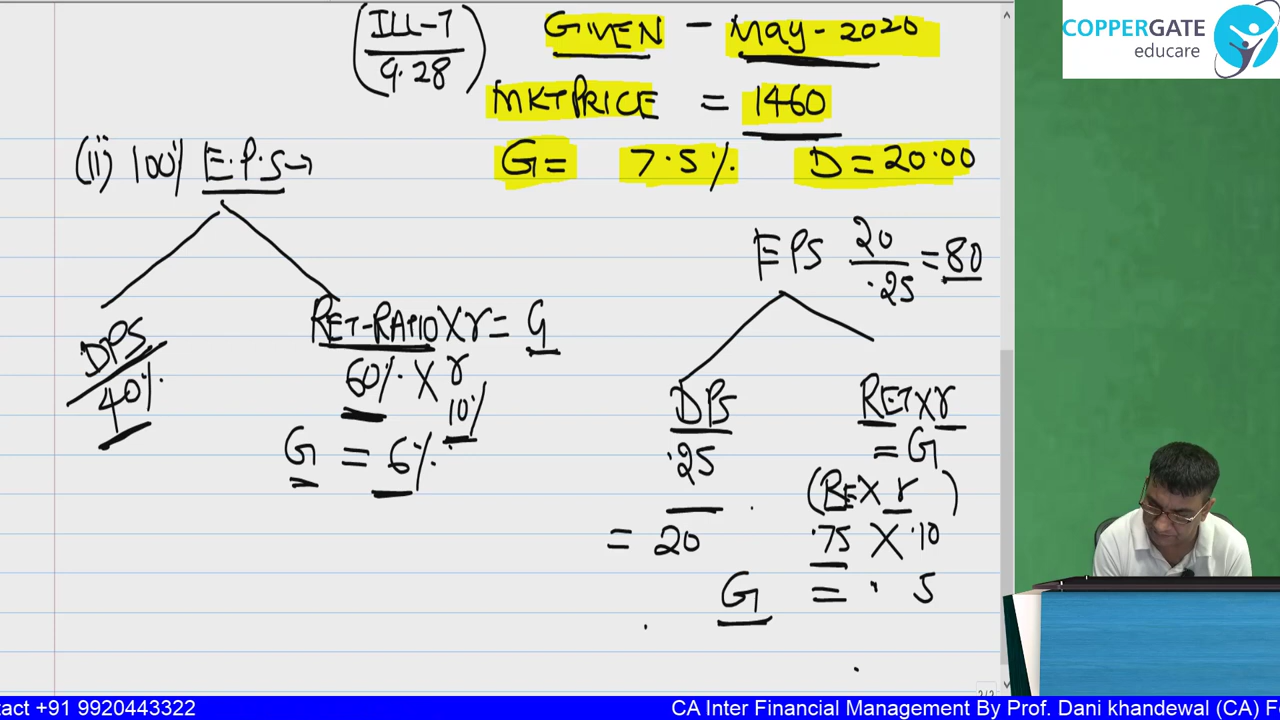 (ILL-7
9.28)
GIVEN - May-2020
MKT PRICE = 1460
G= 7.5% D = 20.00
(ii) 100% E.P.S→
DPS
40%
RET-RATIO X r = G
60% X r
10%
G = 6%
EPS 20/.25 = 80
DPS
.25
= 20
RET X r
= G
(RE X r)
.75 X .10
G = . 5
COPPERGATE
educare
tact +91 9920443322
CA Inter Financial Management By Prof. Dani khandewal (CA) F